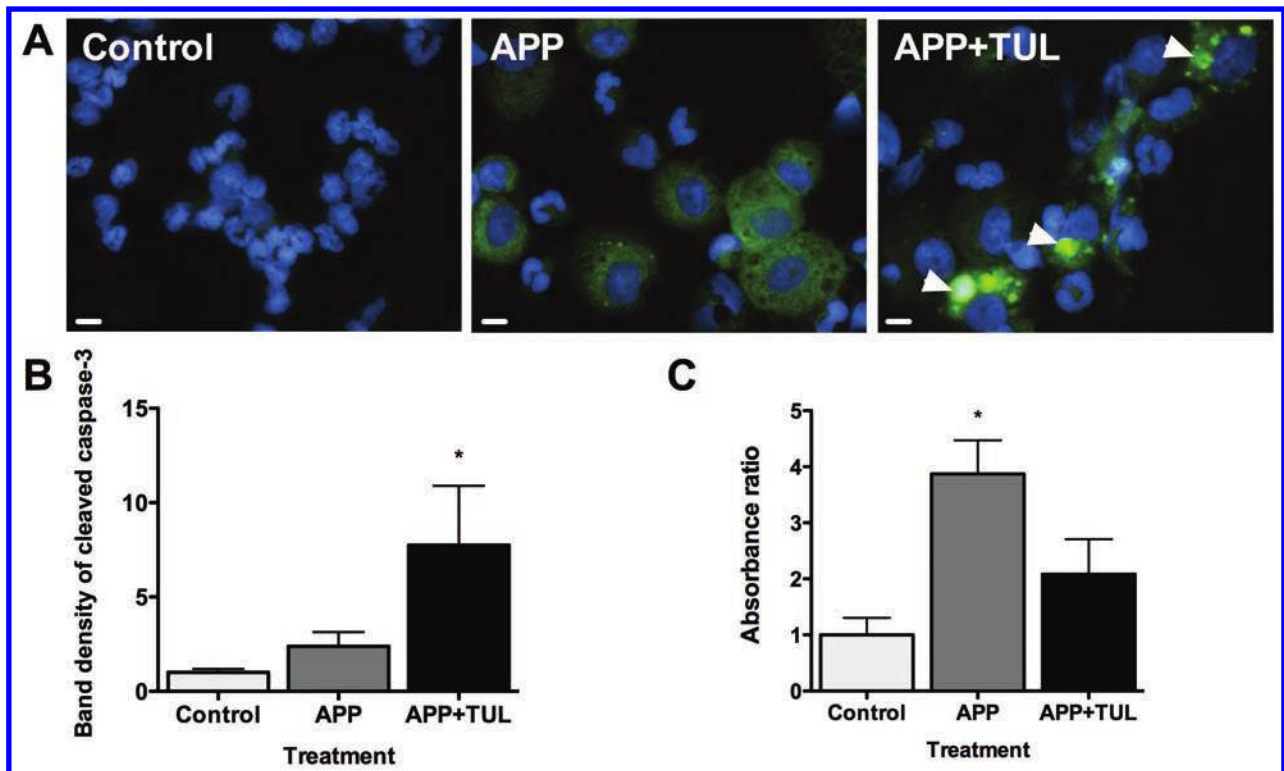 A
Control
APP
APP+TUL
B
Band density of cleaved caspase-3
15
10
5
0
*
Control
APP
APP+TUL
Treatment
C
Absorbance ratio
5
4
3
2
1
0
*
Control
APP
APP+TUL
Treatment